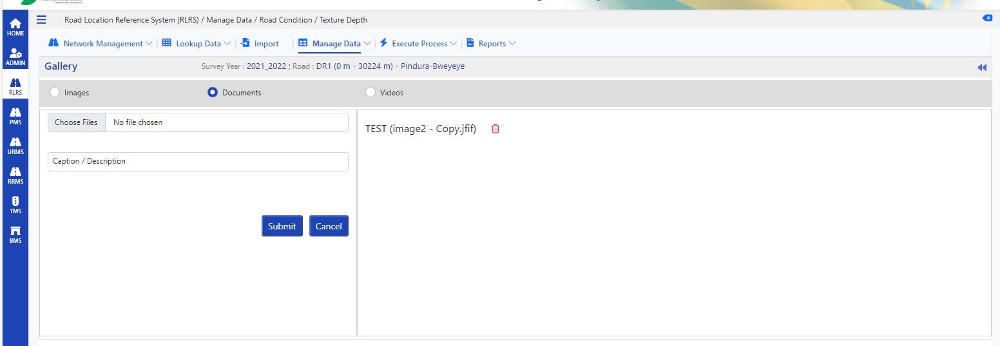 Road Location Reference System (RLRS) / Manage Data / Road Condition / Texture Depth
Network Management
Lookup Data
Import
Manage Data
Execute Process
Reports
Gallery
Survey Year : 2021_2022 ; Road : DR1 (0 m - 30224 m) - Pindura-Bweyeye
Images
Documents
Videos
Choose Files
No file chosen
Caption / Description
Submit
Cancel
TEST (image2 - Copy.jfif)
HOME
ADMIN
RLRS
PMS
URMS
RRMS
TMS
BMS